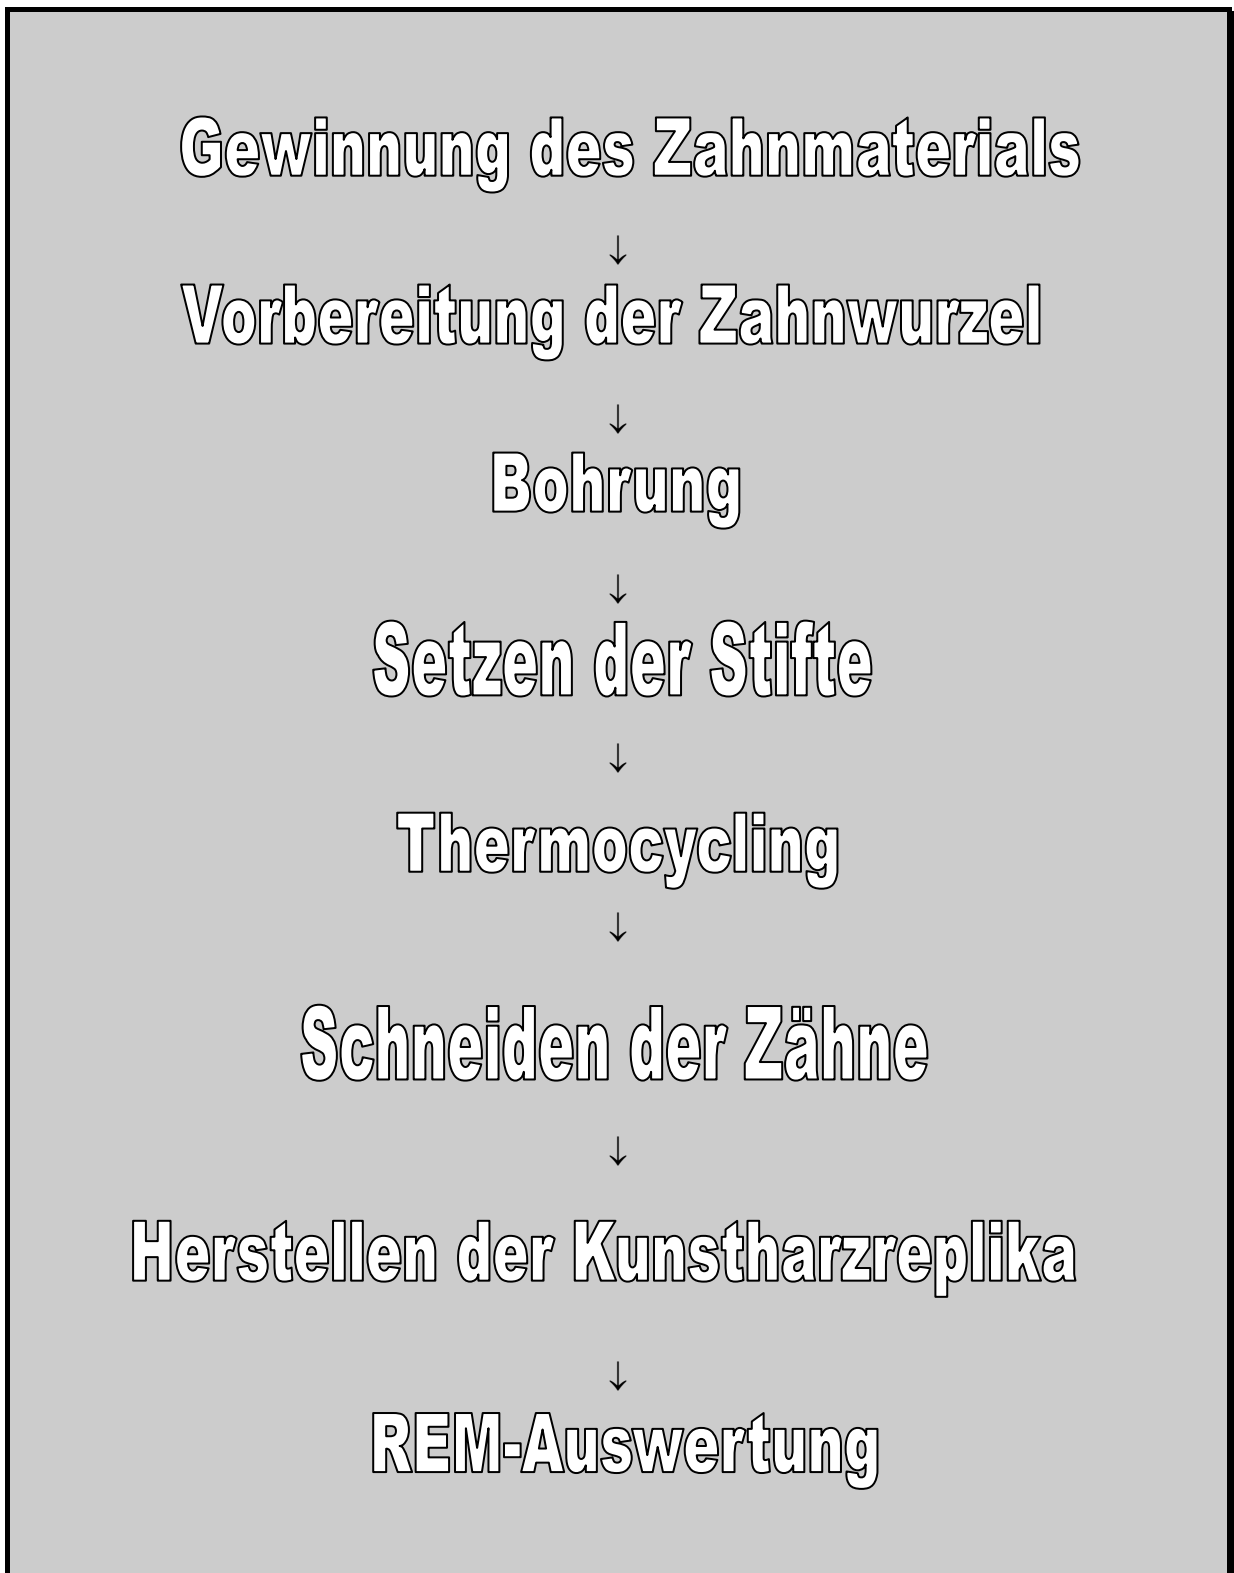 Gewinnung des Zahnmaterials
↓
Vorbereitung der Zahnwurzel
↓
Bohrung
↓
Setzen der Stifte
↓
Thermocycling
↓
Schneiden der Zähne
↓
Herstellen der Kunstharzreplika
↓
REM-Auswertung